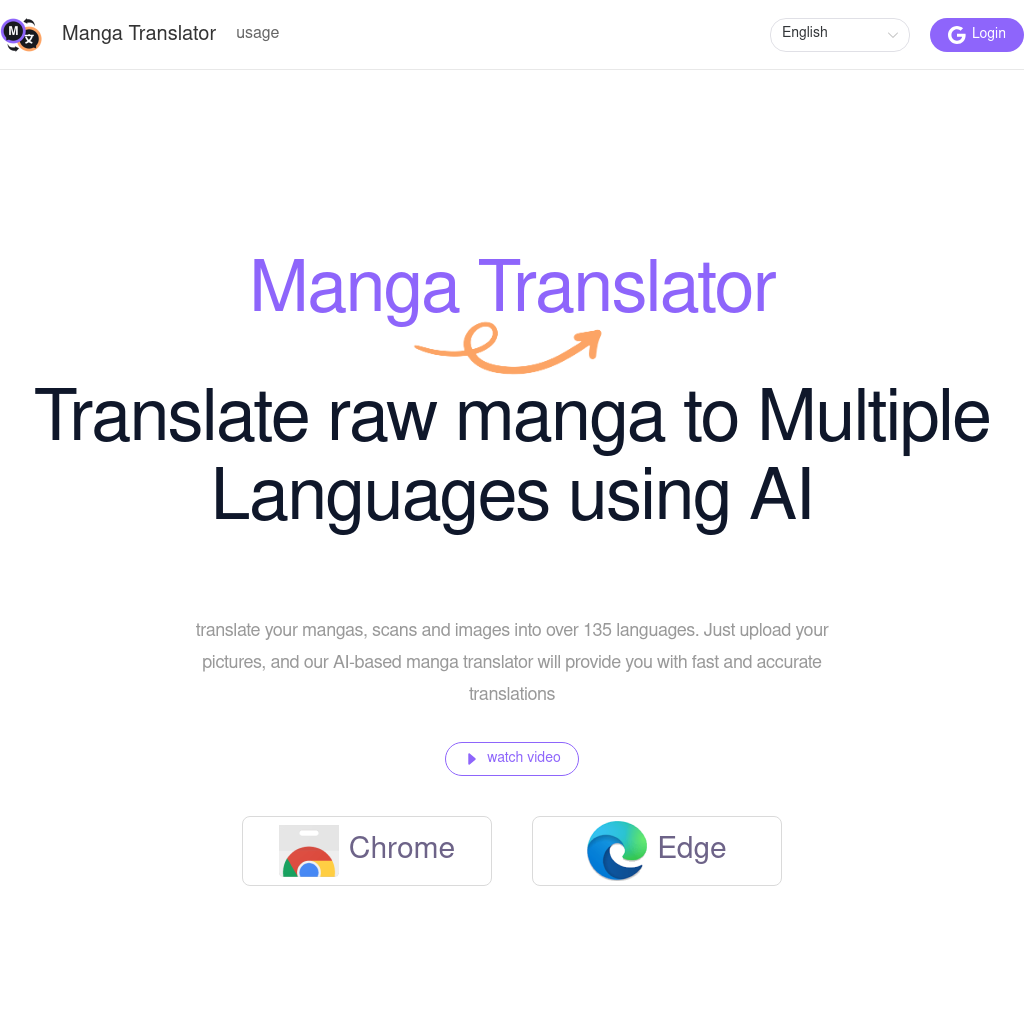 M 文
Manga Translator
usage
English
G Login
Manga Translator
Translate raw manga to Multiple
Languages using AI
translate your mangas, scans and images into over 135 languages. Just upload your
pictures, and our AI-based manga translator will provide you with fast and accurate
translations
watch video
Chrome
Edge